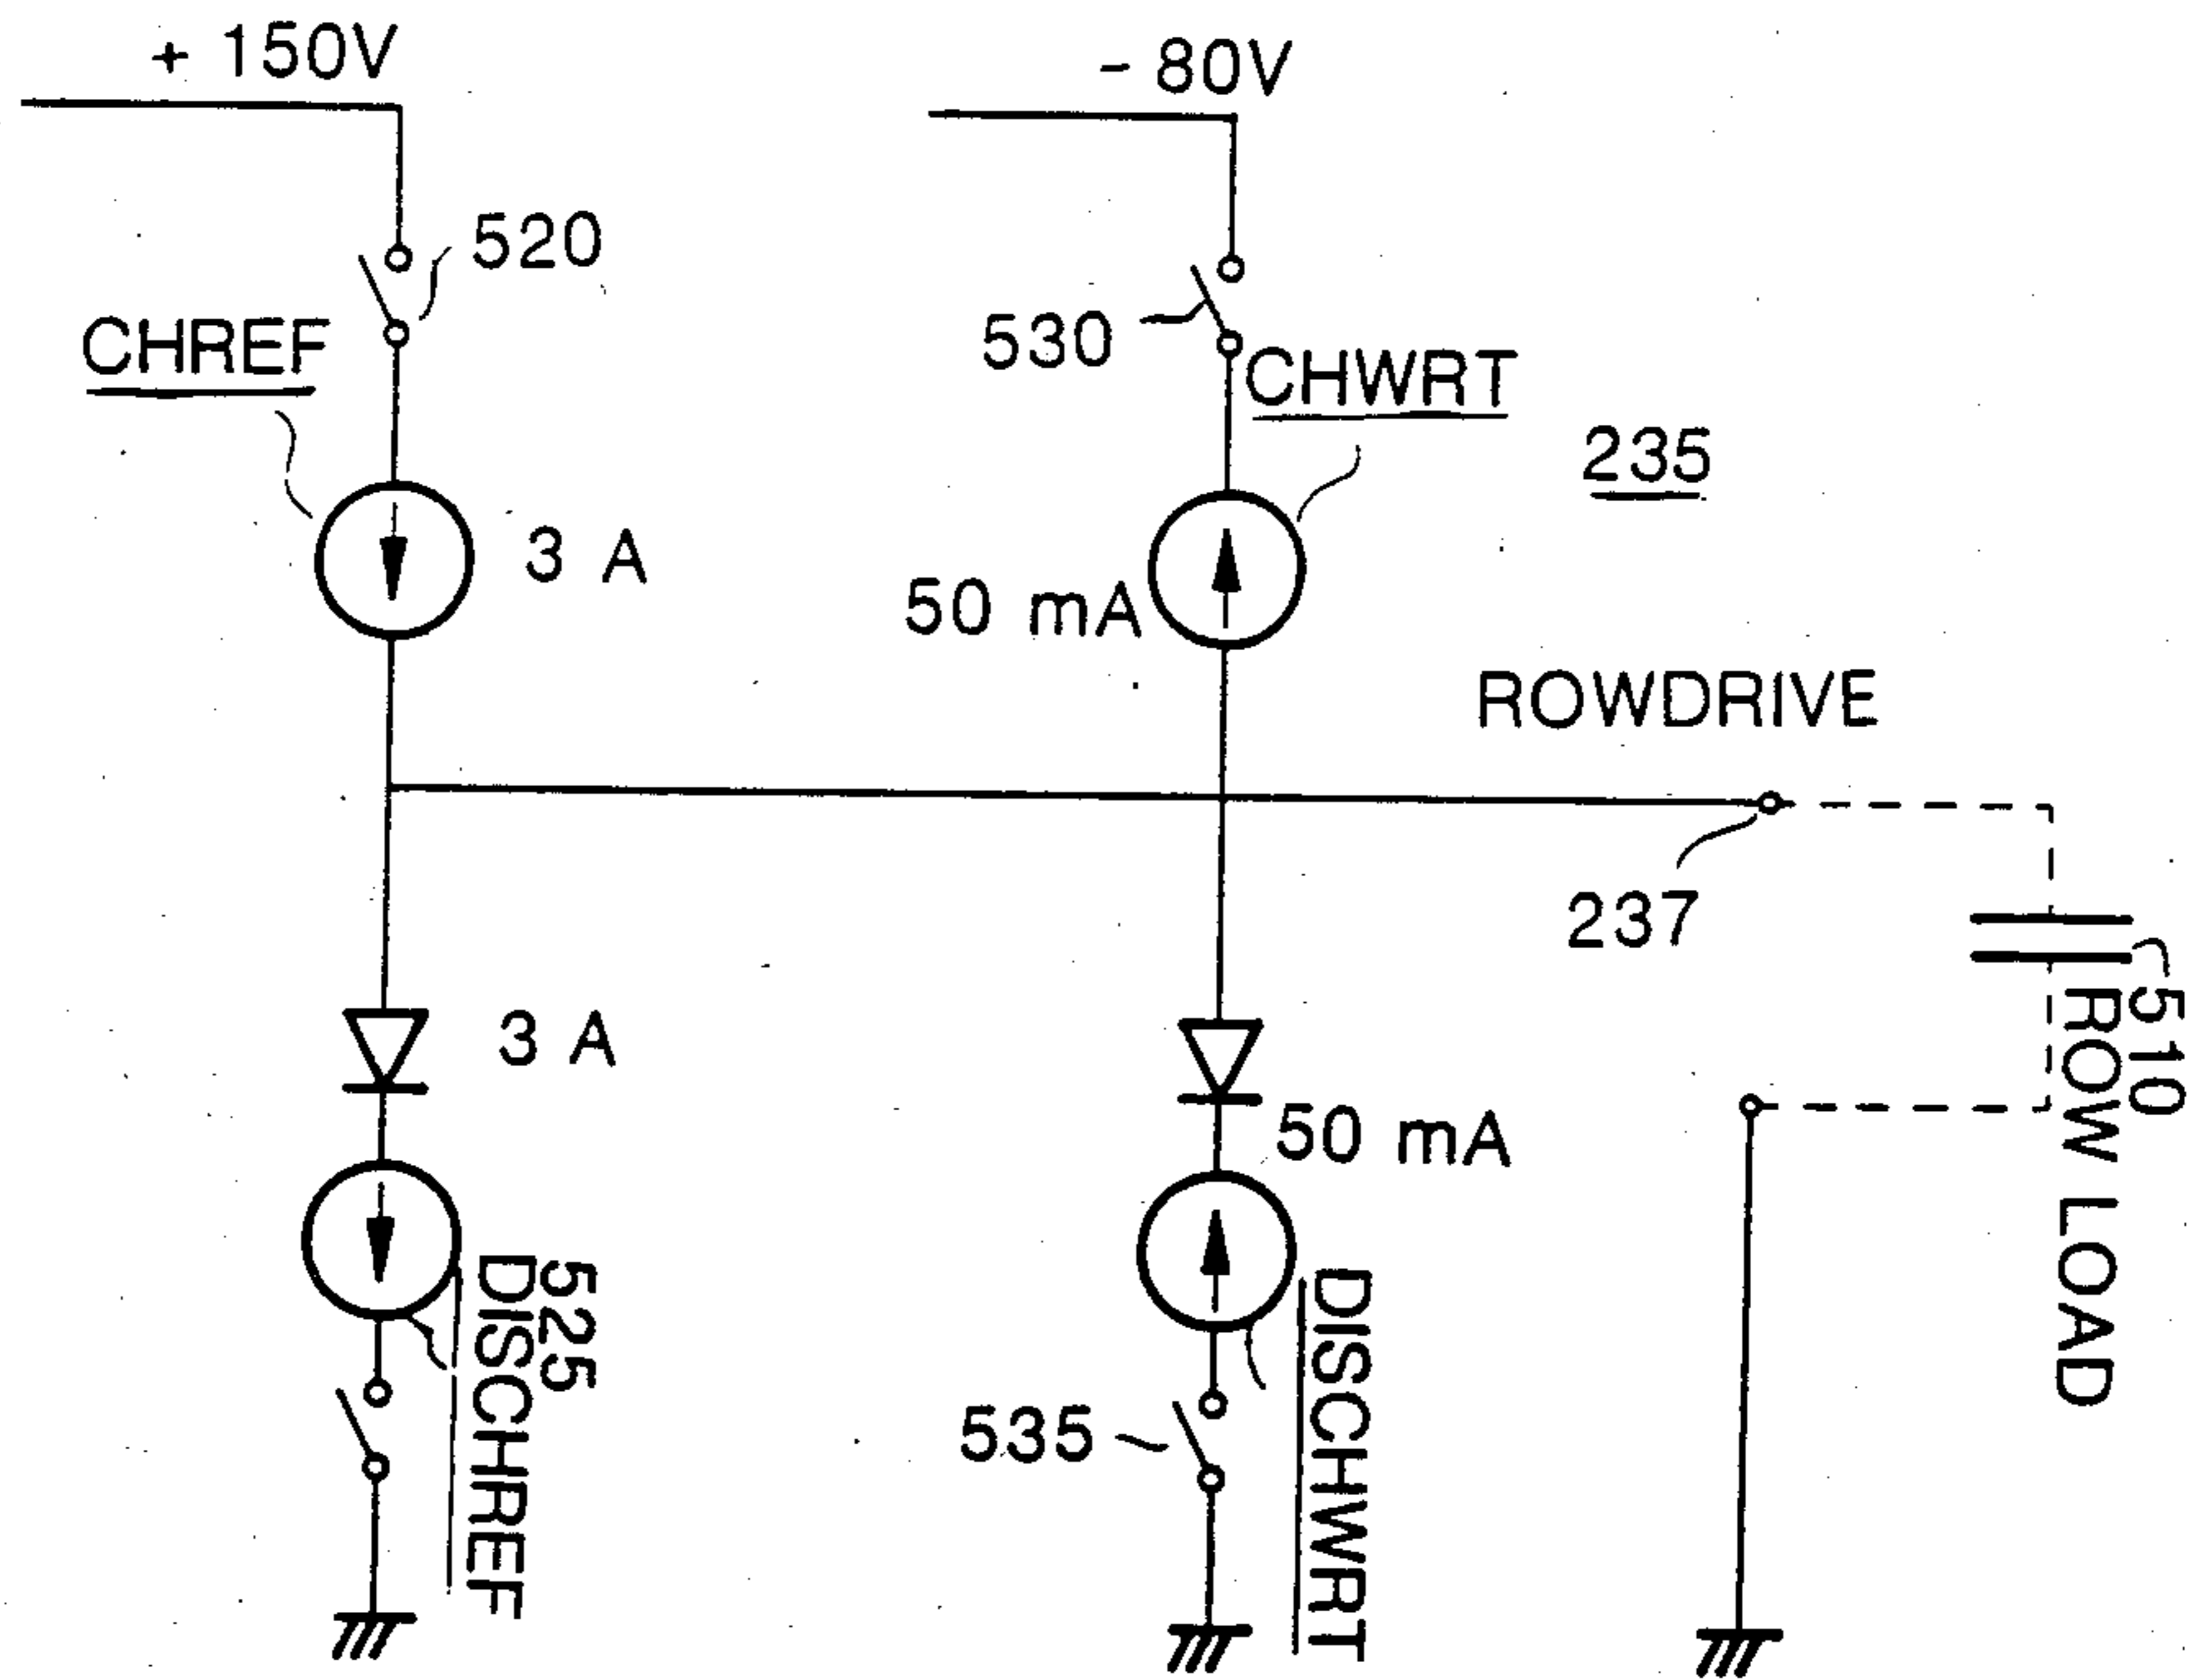 + 150V
- 80V
520
530
CHREF
CHWRT
235
3 A
50 mA
ROWDRIVE
237
510
ROW LOAD
3 A
50 mA
525
DISCHREF
535
DISCHWRT